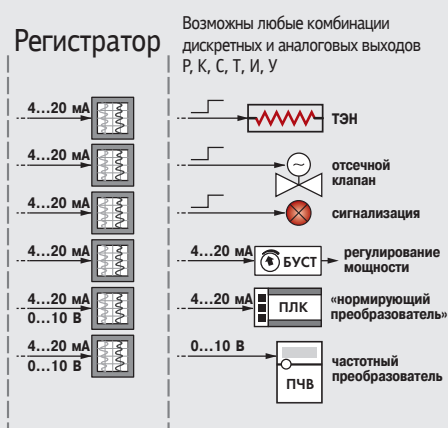 Регистратор
Возможны любые комбинации
дискретных и аналоговых выходов
Р, К, С, Т, И, У
4...20 мА
ТЭН
4...20 мА
отсечной
клапан
4...20 мА
сигнализация
4...20 мА
4...20 мА
БУСТ
регулирование
мощности
4...20 мА
0...10 В
4...20 мА
ПЛК
«нормирующий
преобразователь»
4...20 мА
0...10 В
0...10 В
ПЧВ
частотный
преобразователь